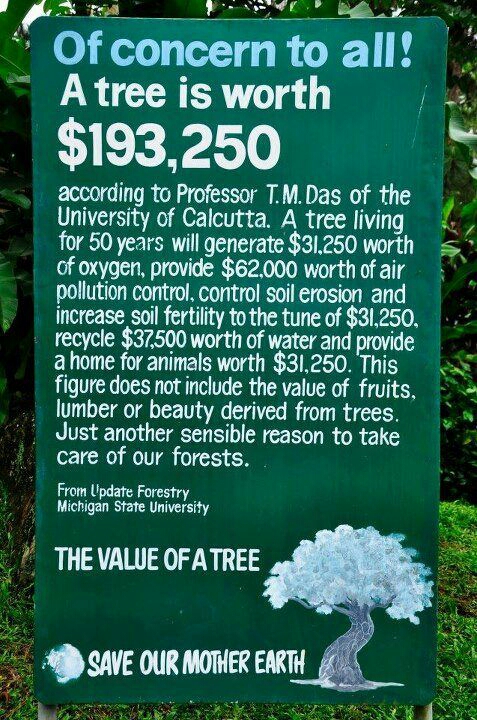 Of concern to all!
A tree is worth
$193,250
according to Professor T.M. Das of the
University of Calcutta. A tree living
for 50 years will generate $31,250 worth
of oxygen, provide $62,000 worth of air
pollution control, control soil erosion and
increase soil fertility to the tune of $31,250,
recycle $37,500 worth of water and provide
a home for animals worth $31,250. This
figure does not include the value of fruits,
lumber or beauty derived from trees.
Just another sensible reason to take
care of our forests.
From Update Forestry
Michigan State University
THE VALUE OF A TREE
SAVE OUR MOTHER EARTH